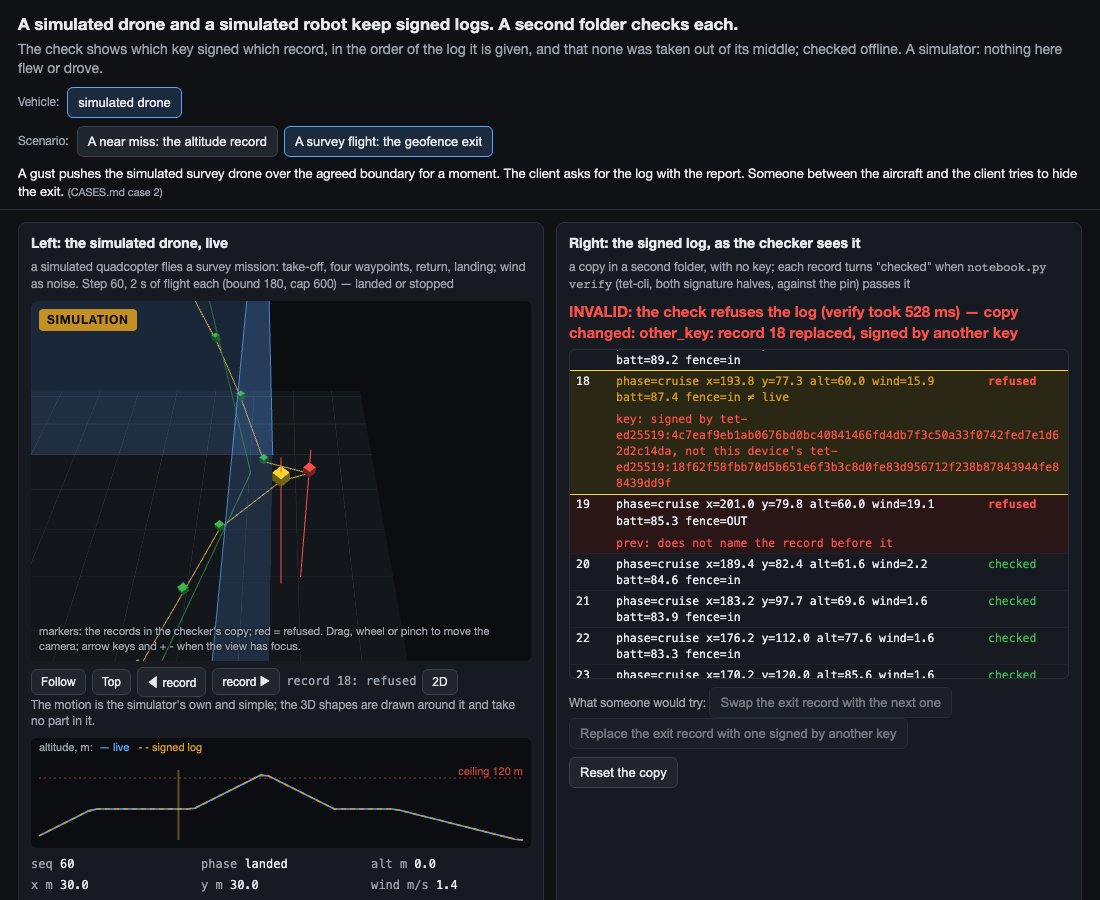 A simulated drone and a simulated robot keep signed logs. A second folder checks each.
The check shows which key signed which record, in the order of the log it is given, and that none was taken out of its middle; checked offline. A simulator: nothing here
flew or drove.
Vehicle: simulated drone
Scenario: A near miss: the altitude record A survey flight: the geofence exit
A gust pushes the simulated survey drone over the agreed boundary for a moment. The client asks for the log with the report. Someone between the aircraft and the client tries to hide
the exit. (CASES.md case 2)
Left: the simulated drone, live
a simulated quadcopter flies a survey mission: take-off, four waypoints, return, landing; wind
as noise. Step 60, 2 s of flight each (bound 180, cap 600) — landed or stopped
SIMULATION
markers: the records in the checker's copy; red = refused. Drag, wheel or pinch to move the
camera; arrow keys and + - when the view has focus.
Follow Top ◀ record record ▶ record 18: refused 2D
The motion is the simulator's own and simple; the 3D shapes are drawn around it and take
no part in it.
altitude, m: — live - - signed log
ceiling 120 m
seq 60 phase landed alt m 0.0
x m 30.0 y m 30.0 wind m/s 1.4
Right: the signed log, as the checker sees it
a copy in a second folder, with no key; each record turns "checked" when notebook.py
verify (tet-cli, both signature halves, against the pin) passes it
INVALID: the check refuses the log (verify took 528 ms) — copy
changed: other_key: record 18 replaced, signed by another key
batt=89.2 fence=in
18 phase=cruise x=193.8 y=77.3 alt=60.0 wind=15.9 refused
batt=87.4 fence=in ≠ live
key: signed by tet-
ed25519:4c7eaf9eb1ab0676bd0bc40841466fd4db7f3c50a33f0742fed7e1d6
2d2c14da, not this device's tet-
ed25519:18f62f58fbb70d5b651e6f3b3c8d0fe83d956712f238b87843944fe8
8439dd9f
19 phase=cruise x=201.0 y=79.8 alt=60.0 wind=19.1 refused
batt=85.3 fence=OUT
prev: does not name the record before it
20 phase=cruise x=189.4 y=82.4 alt=61.6 wind=2.2 checked
batt=84.6 fence=in
21 phase=cruise x=183.2 y=97.7 alt=69.6 wind=1.6 checked
batt=83.9 fence=in
22 phase=cruise x=176.2 y=112.0 alt=77.6 wind=1.6 checked
batt=83.3 fence=in
23 phase=cruise x=170.2 y=120.0 alt=85.6 wind=1.6 checked
What someone would try: Swap the exit record with the next one
Replace the exit record with one signed by another key
Reset the copy